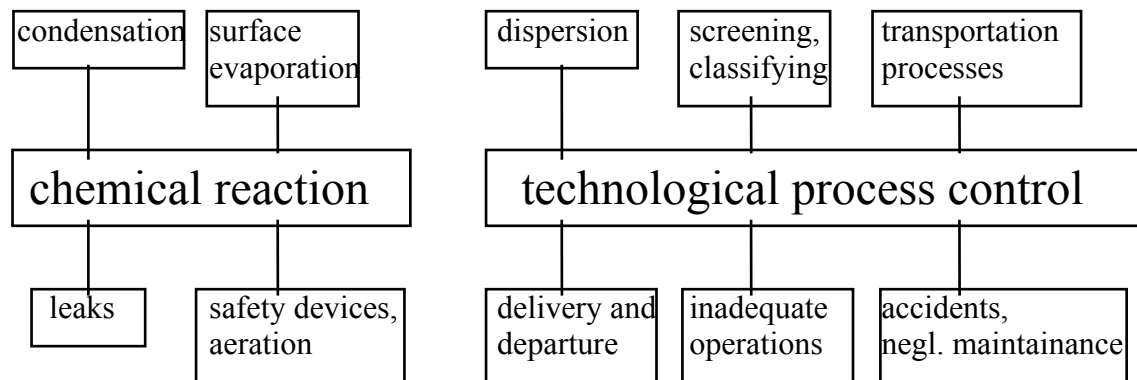 condensation
surface
evaporation
dispersion
screening,
classifying
transportation
processes
chemical reaction
technological process control
leaks
safety devices,
aeration
delivery and
departure
inadequate
operations
accidents,
negl. maintainance